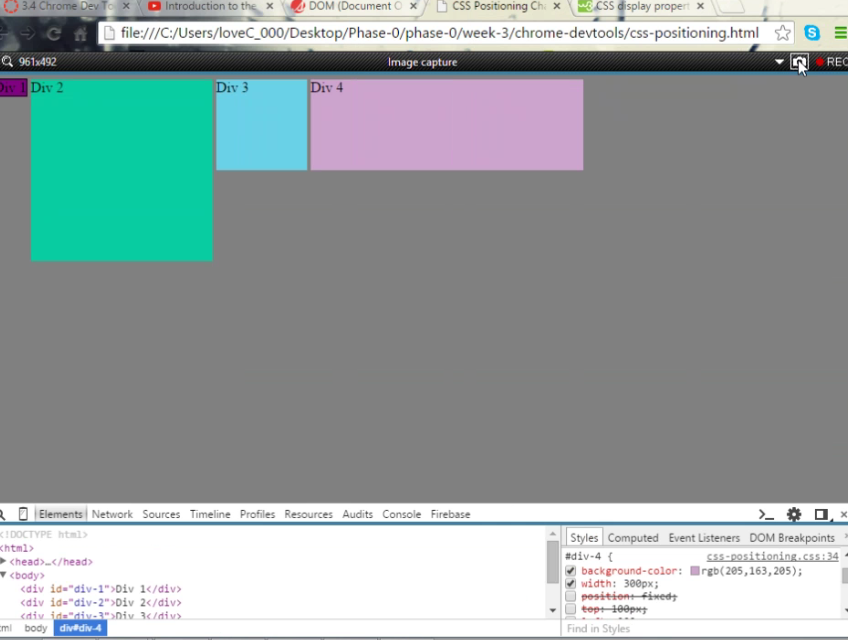 3.4 Chrome Dev To
Introduction to the
DOM (Document O
CSS Positioning Ch
CSS display propert
file:///C:/Users/loveC_000/Desktop/Phase-0/phase-0/week-3/chrome-devtools/css-positioning.html
961x492
Image capture
REC
Div 1
Div 2
Div 3
Div 4
Elements Network Sources Timeline Profiles Resources Audits Console Firebase
<!DOCTYPE html>
<html>
<head>…</head>
<body>
<div id="div-1">Div 1</div>
<div id="div-2">Div 2</div>
<div id="div-3">Div 3</div>
tml body div#div-4
Styles Computed Event Listeners DOM Breakpoints
#div-4 { css-positioning.css:34
background-color: rgb(205,163,205);
width: 300px;
position: fixed;
top: 100px;
Find in Styles